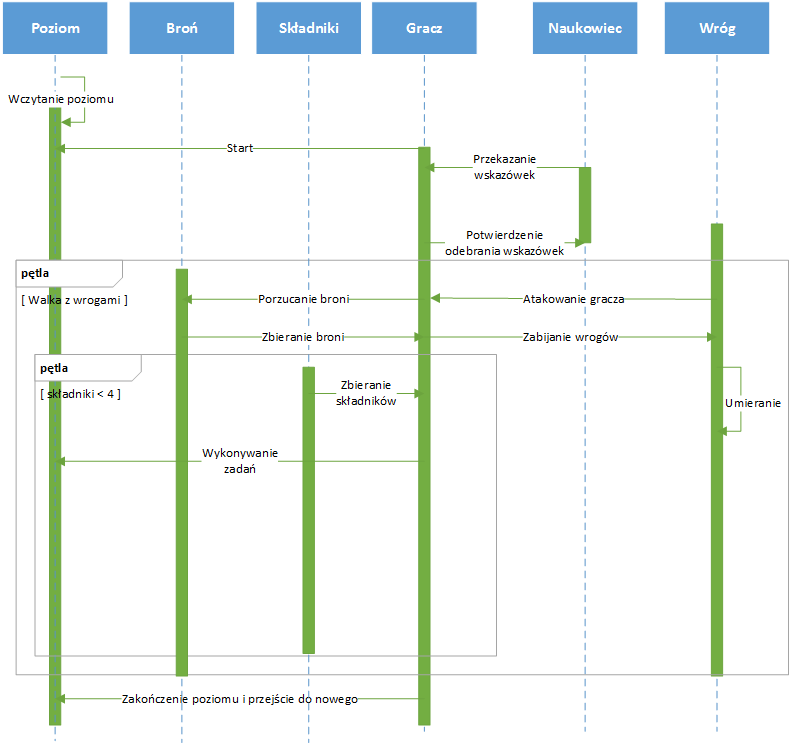 Poziom
Broń
Składniki
Gracz
Naukowiec
Wróg
Wczytanie poziomu
Start
Przekazanie
wskazówek
Potwierdzenie
odebrania wskazówek
pętla
[ Walka z wrogami ]
Porzucanie broni
Atakowanie gracza
Zbieranie broni
Zabijanie wrogów
pętla
[ składniki < 4 ]
Zbieranie
składników
Umieranie
Wykonywanie
zadań
Zakończenie poziomu i przejście do nowego